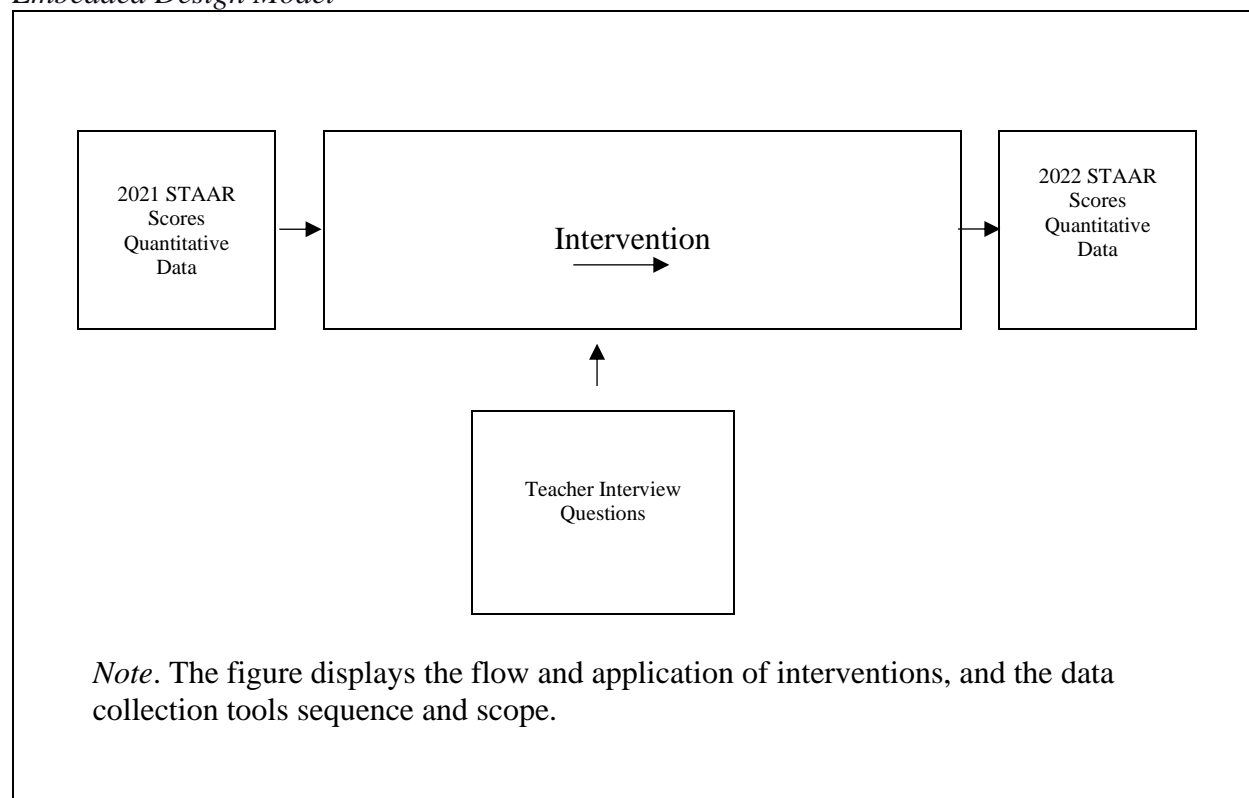 Embedded Design Model
2021 STAAR
Scores
Quantitative
Data
Intervention
2022 STAAR
Scores
Quantitative
Data
Teacher Interview
Questions
Note. The figure displays the flow and application of interventions, and the data
collection tools sequence and scope.